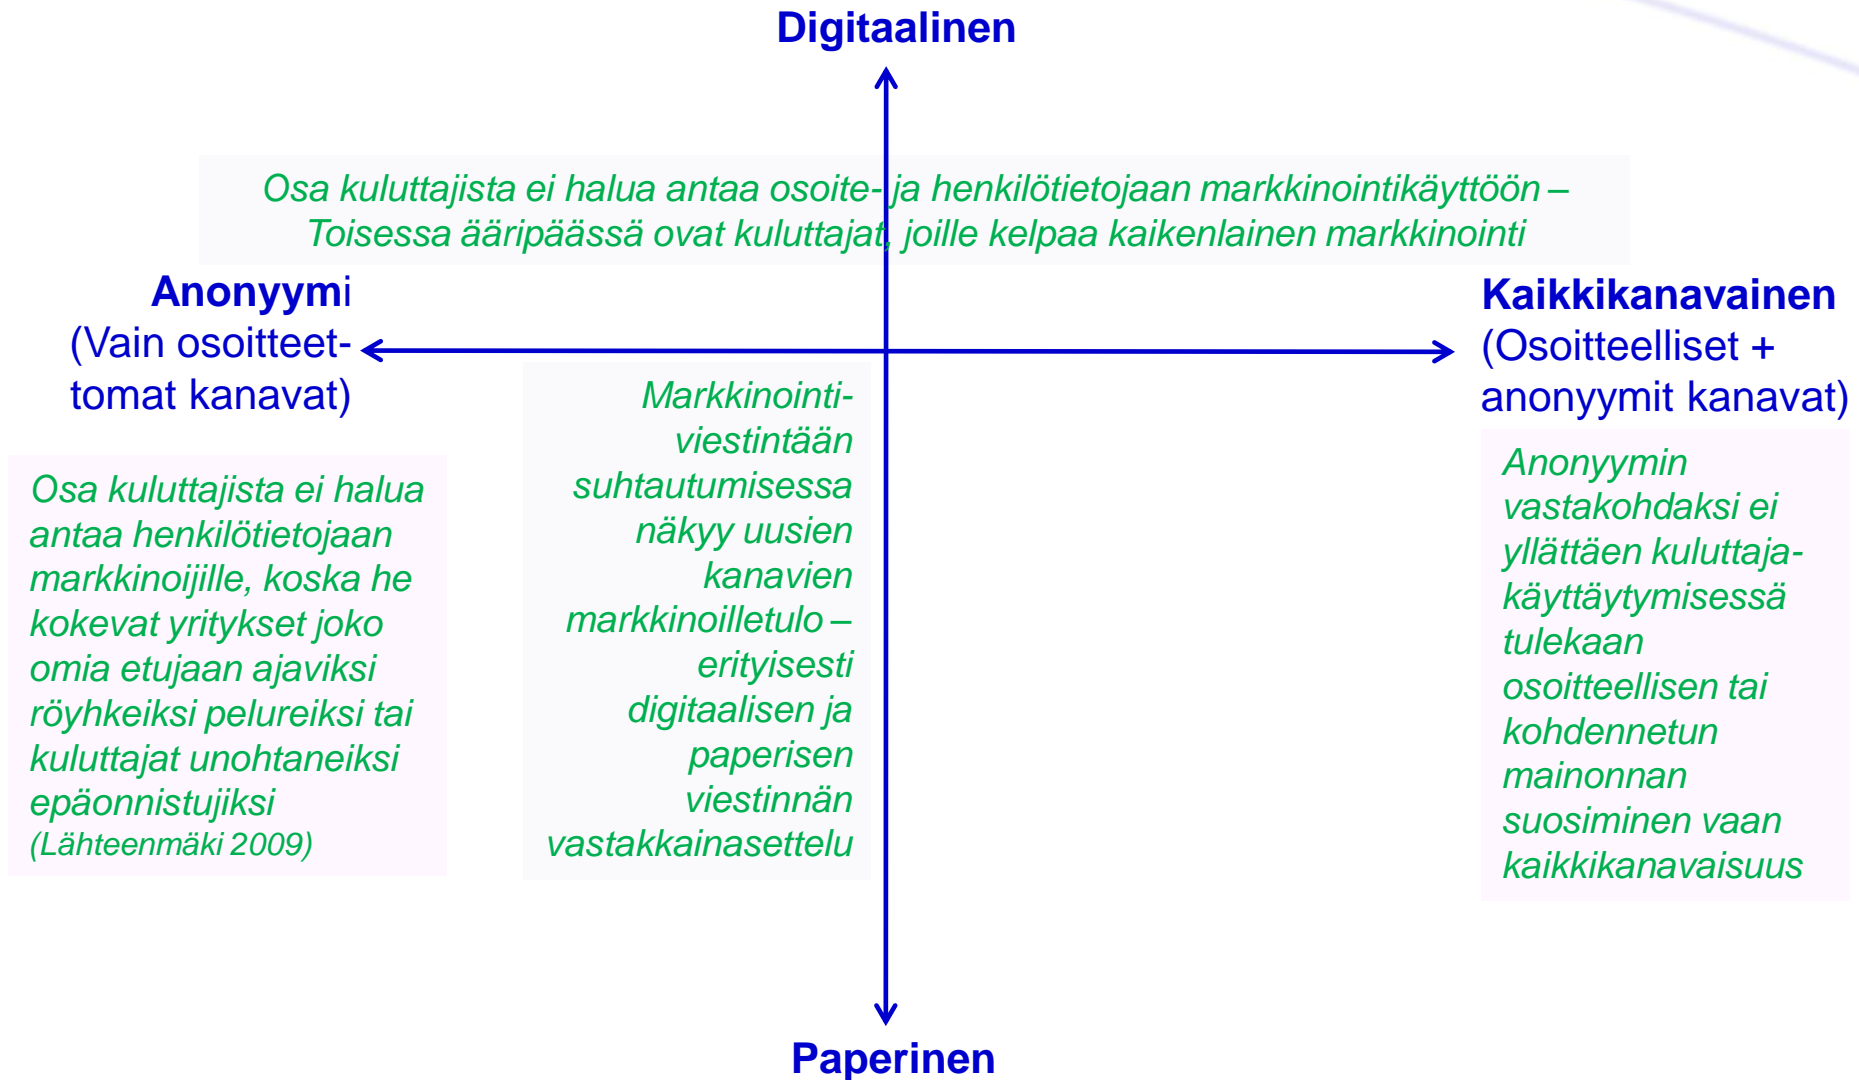 Digitaalinen
Osa kuluttajista ei halua antaa osoite- ja henkilötietojaan markkinointikäyttöön –
Toisessa ääripäässä ovat kuluttajat, joille kelpaa kaikenlainen markkinointi
Anonyymi
(Vain osoitteet-
tomat kanavat)
Osa kuluttajista ei halua
antaa henkilötietojaan
markkinoijille, koska he
kokevat yritykset joko
omia etujaan ajaviksi
röyhkeiksi pelureiksi tai
kuluttajat unohtaneiksi
epäonnistujiksi
(Lähteenmäki 2009)
Markkinointi-
viestintään
suhtautumisessa
näkyy uusien
kanavien
markkinoilletulo –
erityisesti
digitaalisen ja
paperisen
viestinnän
vastakkainasettelu
Kaikkikanavainen
(Osoitteelliset +
anonyymit kanavat)
Anonyymin
vastakohdaksi ei
yllättäen kuluttaja-
käyttäytymisessä
tulekaan
osoitteellisen tai
kohdennetun
mainonnan
suosiminen vaan
kaikkikanavaisuus
Paperinen